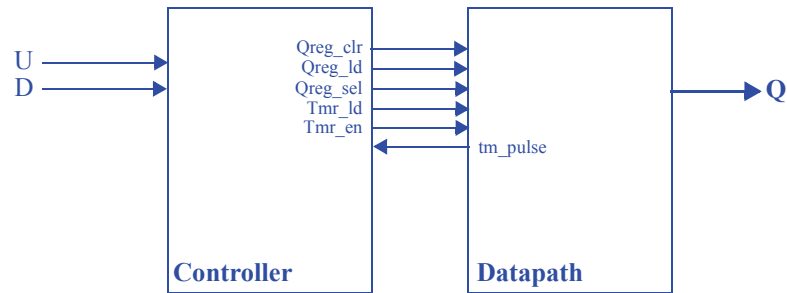 U
D
Qreg_clr
Qreg_ld
Qreg_sel
Tmr_ld
Tmr_en
tm_pulse
Q
Controller
Datapath